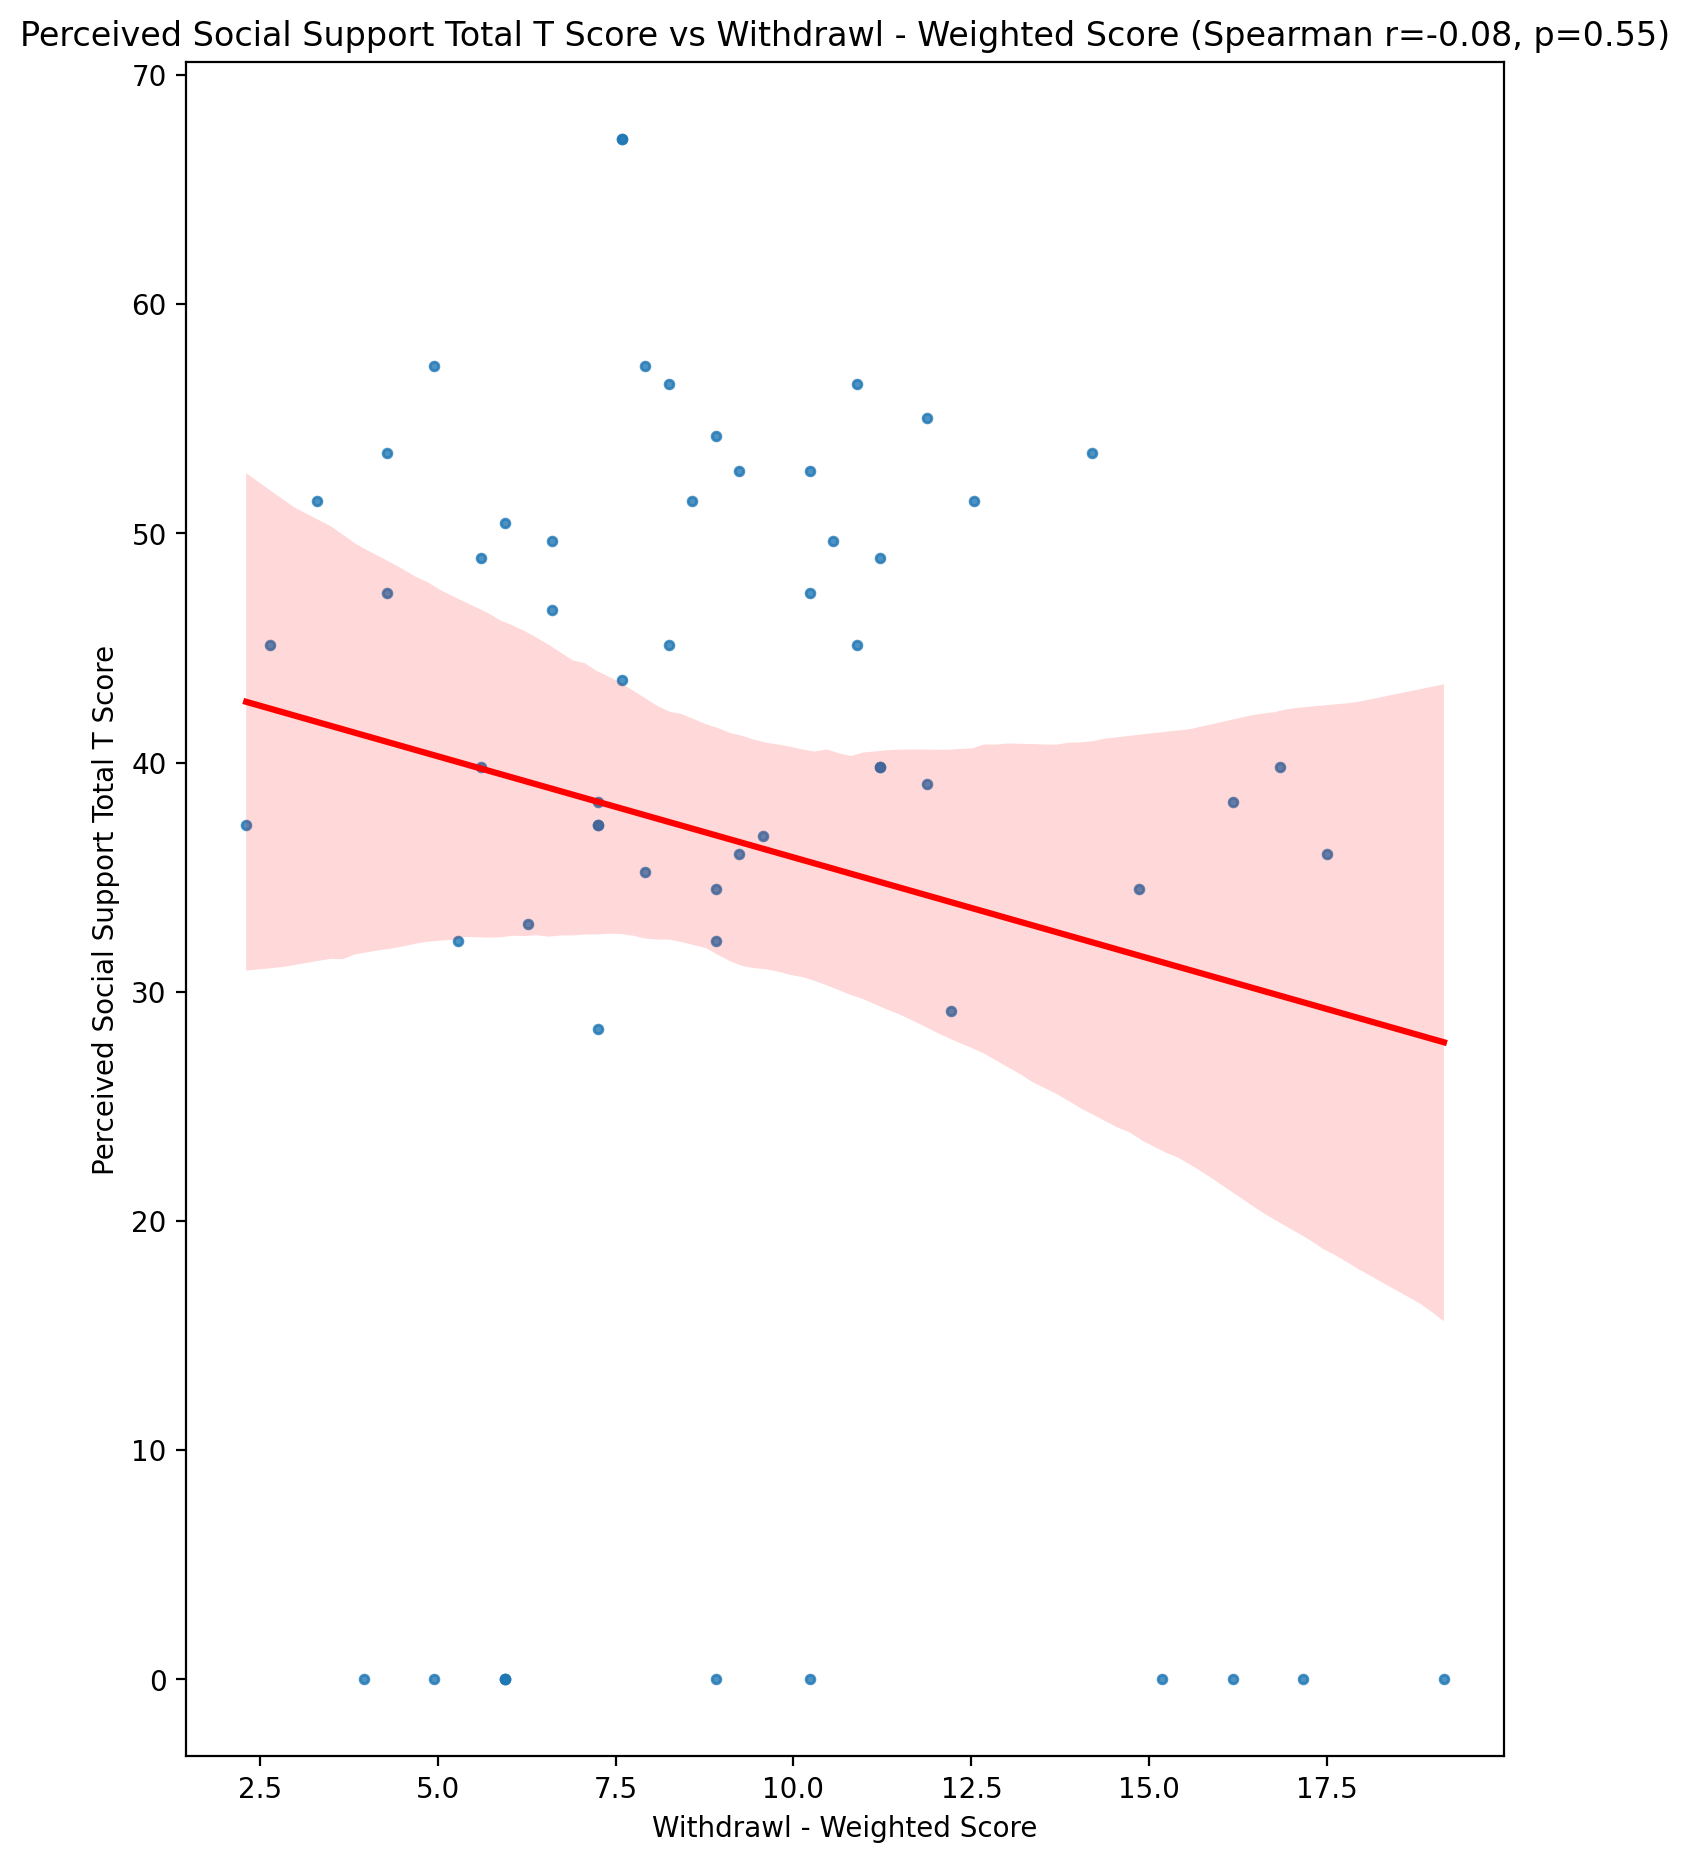 Perceived Social Support Total T Score vs Withdrawl - Weighted Score (Spearman r=-0.08, p=0.55)
70
60
50
40
30
20
10
0
Perceived Social Support Total T Score
2.5 5.0 7.5 10.0 12.5 15.0 17.5
Withdrawl - Weighted Score